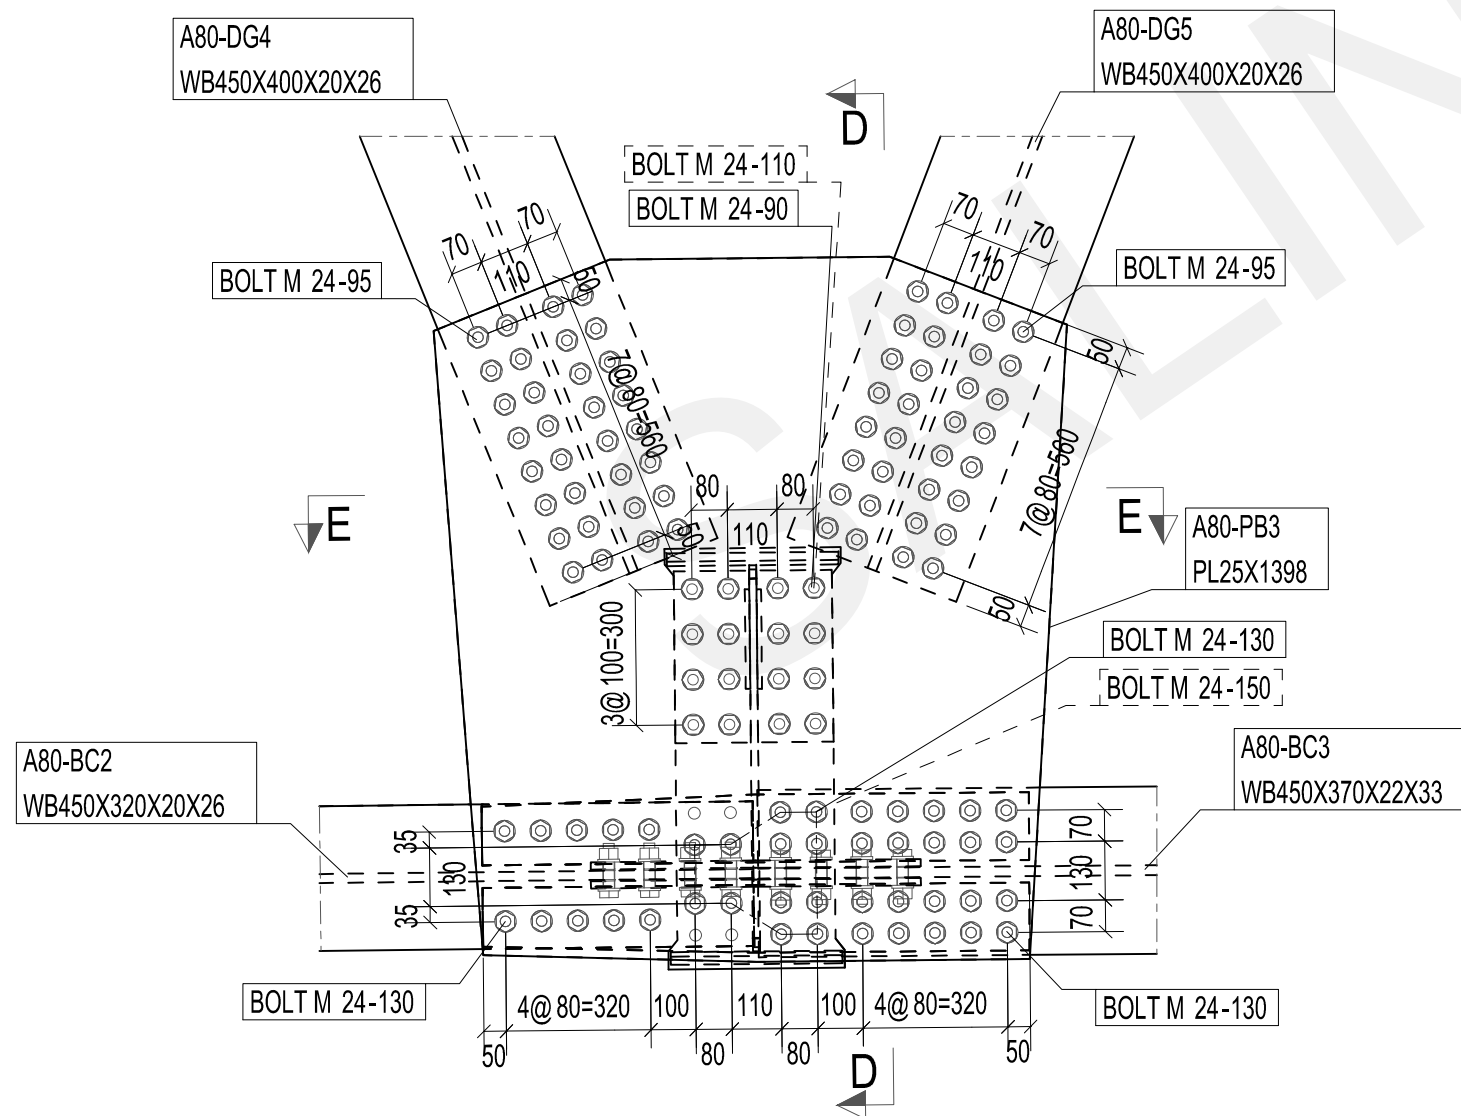 A80-DG4
WB450X400X20X26
A80-DG5
WB450X400X20X26
D
BOLT M 24-110
BOLT M 24-90
70
70
110
50
BOLT M 24-95
70
70
110
BOLT M 24-95
50
7@80=560
7@80=560
50
80
80
110
E
E
A80-PB3
PL25X1398
50
3@100=300
BOLT M 24-130
BOLT M 24-150
A80-BC2
WB450X320X20X26
A80-BC3
WB450X370X22X33
35
130
35
70
130
70
BOLT M 24-130
4@80=320
100
110
100
4@80=320
BOLT M 24-130
50
80
80
50
D
SALIN